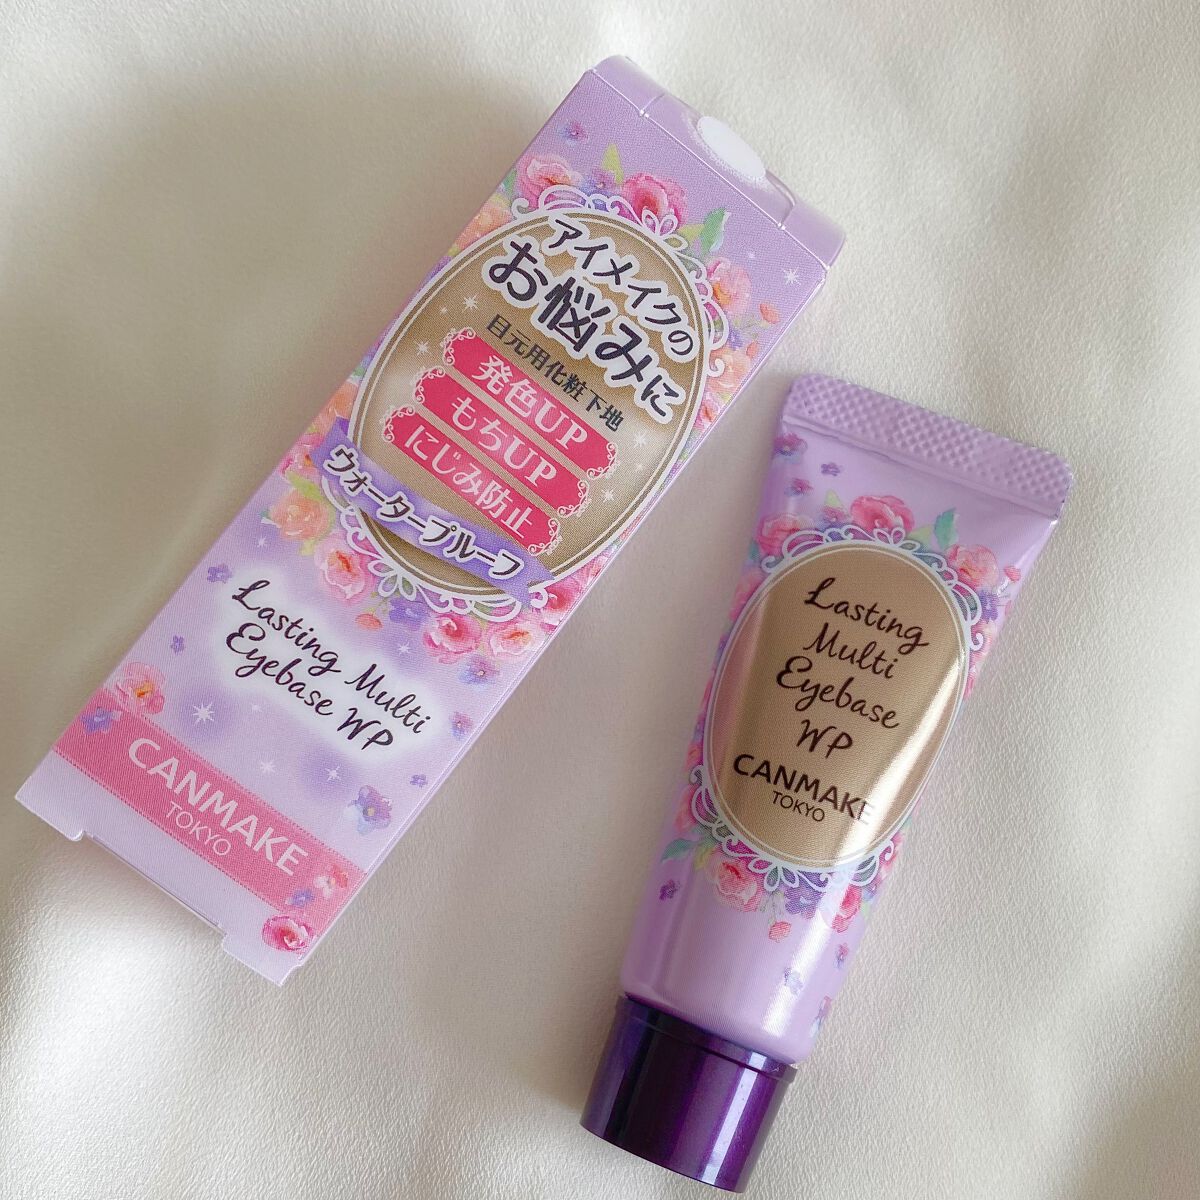 アイメイクの
お悩みに
目元用化粧下地
発色UP
もちUP
にじみ防止
ウォータープルーフ
Lasting Multi
Eyebase WP
CANMAKE
TOKYO
Lasting
Multi
Eyebase
WP
CANMAKE
TOKYO